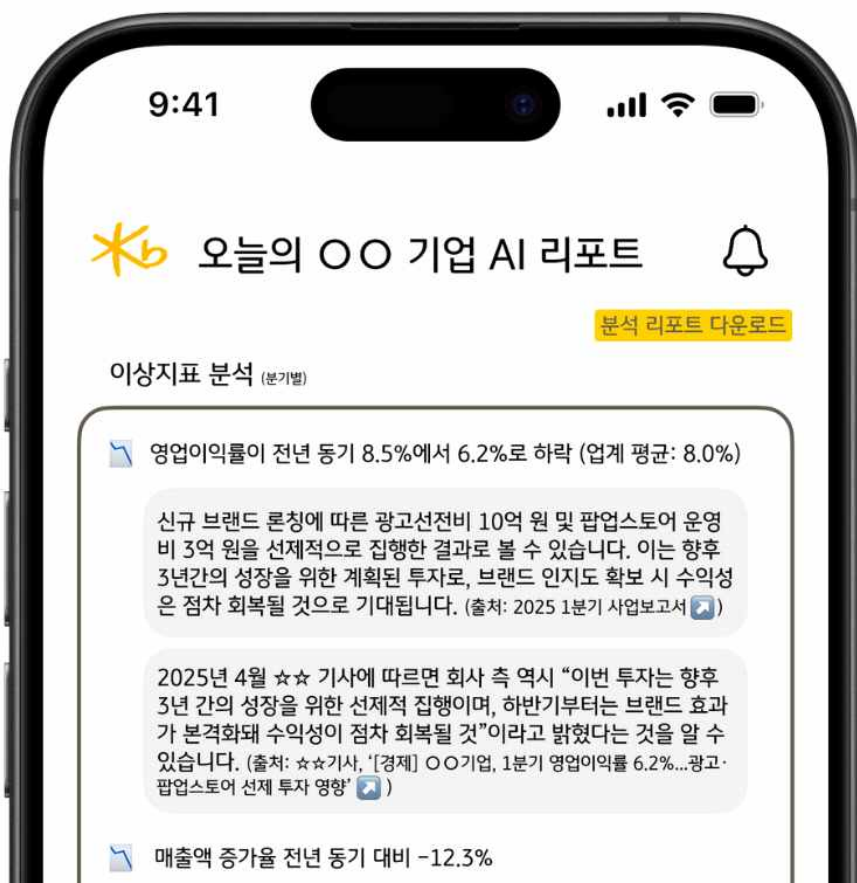 9:41
Kb 오늘의 ○○ 기업 AI 리포트
분석 리포트 다운로드
이상지표 분석 (분기별)
영업이익률이 전년 동기 8.5%에서 6.2%로 하락 (업계 평균: 8.0%)
신규 브랜드 론칭에 따른 광고선전비 10억 원 및 팝업스토어 운영
비 3억 원을 선제적으로 집행한 결과로 볼 수 있습니다. 이는 향후
3년간의 성장을 위한 계획된 투자로, 브랜드 인지도 확보 시 수익성
은 점차 회복될 것으로 기대됩니다. (출처: 2025 1분기 사업보고서↗)
2025년 4월 ☆☆ 기사에 따르면 회사 측 역시 “이번 투자는 향후
3년 간의 성장을 위한 선제적 집행이며, 하반기부터는 브랜드 효과
가 본격화돼 수익성이 점차 회복될 것”이라고 밝혔다는 것을 알 수
있습니다. (출처: ☆☆기사, ‘[경제] ○○기업, 1분기 영업이익률 6.2%...광고·
팝업스토어 선제 투자 영향’ ↗)
매출액 증가율 전년 동기 대비 -12.3%